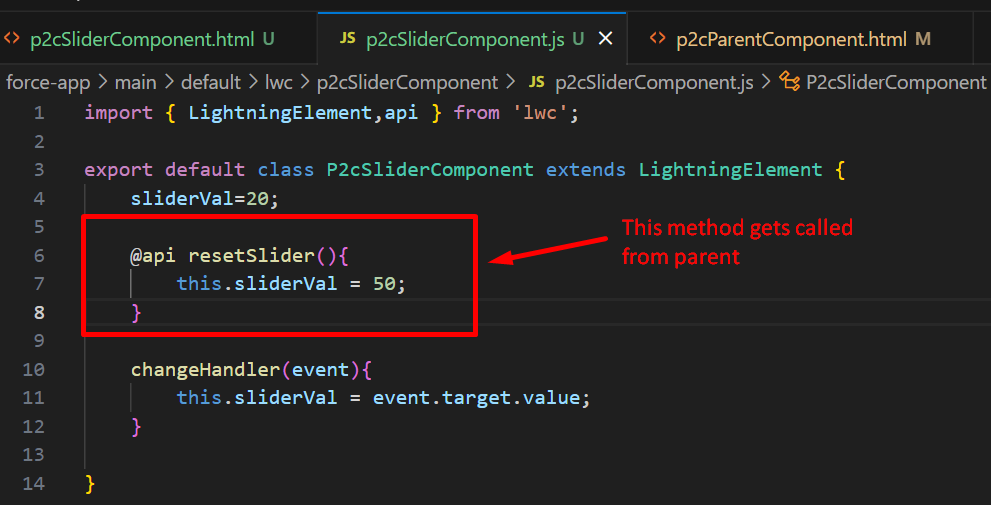 <> p2cSliderComponent.html U JS p2cSliderComponent.js U × <> p2cParentComponent.html M
force-app > main > default > lwc > p2cSliderComponent > JS p2cSliderComponent.js > P2cSliderComponent
1 import { LightningElement,api } from 'lwc';
2
3 export default class P2cSliderComponent extends LightningElement {
4 sliderVal=20;
5
6 @api resetSlider(){
7 this.sliderVal = 50;
8 }
9
10 changeHandler(event){
11 this.sliderVal = event.target.value;
12 }
13
14 }
This method gets called
from parent